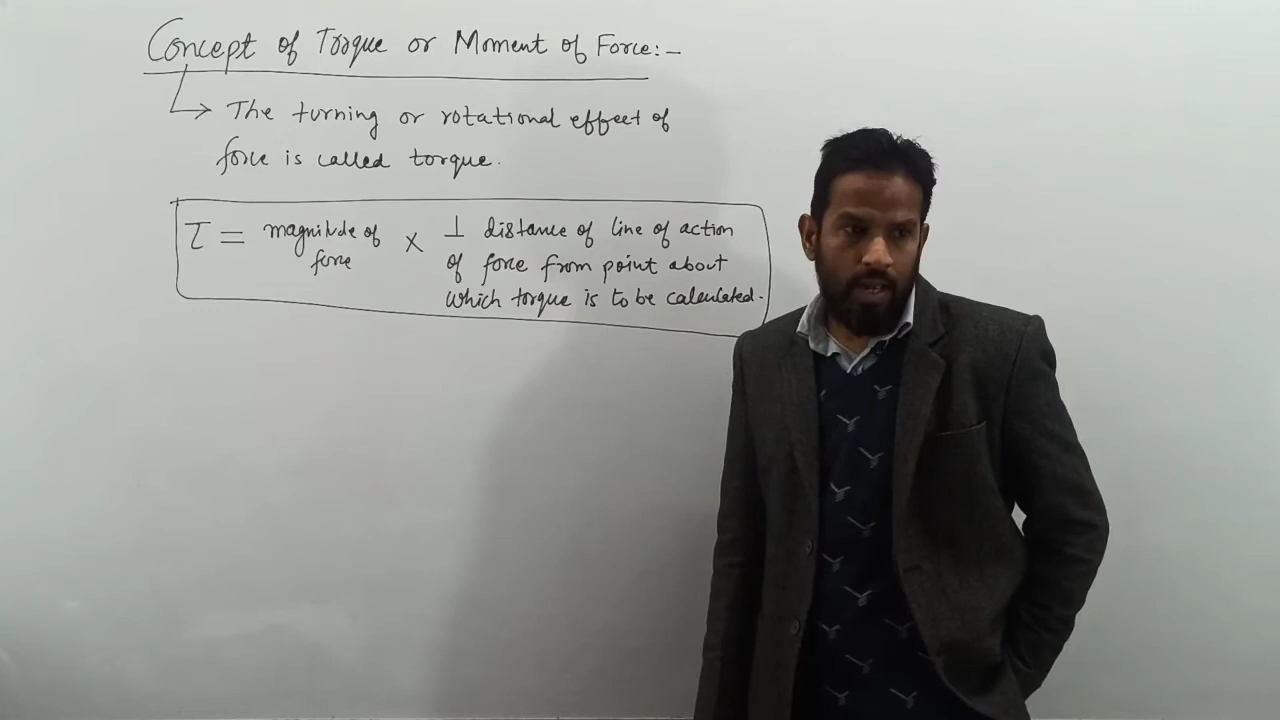 Concept of Torque or Moment of Force:-
→ The turning or rotational effect of
force is called torque.
τ = magnitude of force × ⊥ distance of line of action
of force from point about
which torque is to be calculated.